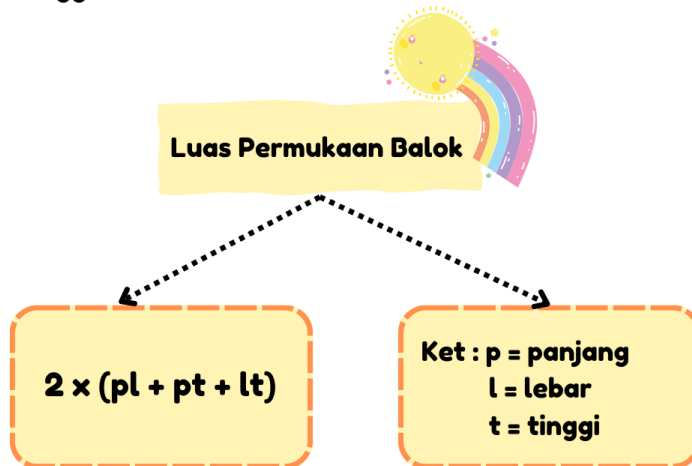 Luas Permukaan Balok
2 x (pl + pt + lt)
Ket : p = panjang
l = lebar
t = tinggi